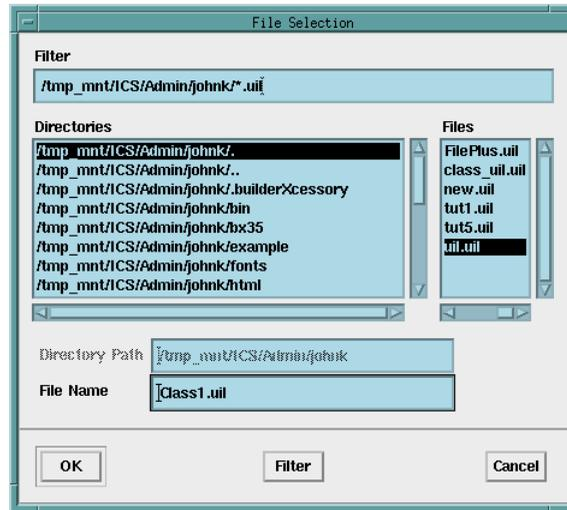 File Selection
Filter
/tmp_mnt/ICS/Admin/johnk/*.uil
Directories
Files
/tmp_mnt/ICS/Admin/johnk/.
/tmp_mnt/ICS/Admin/johnk/..
/tmp_mnt/ICS/Admin/johnk/.builderXcessory
/tmp_mnt/ICS/Admin/johnk/bin
/tmp_mnt/ICS/Admin/johnk/bx35
/tmp_mnt/ICS/Admin/johnk/example
/tmp_mnt/ICS/Admin/johnk/fonts
/tmp_mnt/ICS/Admin/johnk/html
FilePlus.uil
class_uil.uil
new.uil
tut1.uil
tut5.uil
uil.uil
Directory Path /tmp_mnt/ICS/Admin/johnk
File Name Class1.uil
OK Filter Cancel